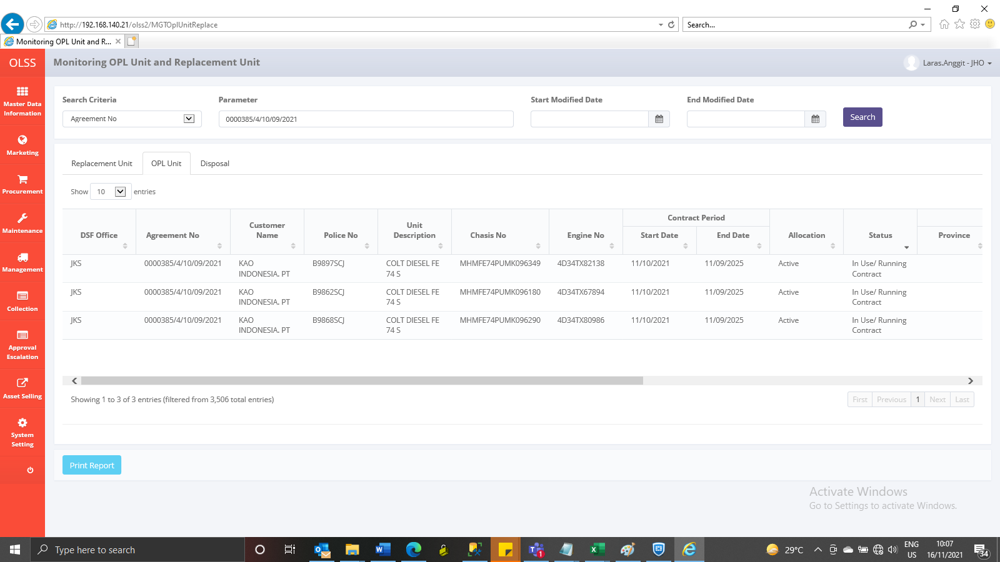 http://192.168.140.21/olss2/MGTOplUnitReplace
Search...
Monitoring OPL Unit and R...
OLSS
Monitoring OPL Unit and Replacement Unit
Laras.Anggit - JHO
Master Data
Information
Marketing
Procurement
Maintenance
Management
Collection
Approval
Escalation
Asset Selling
System
Setting
Search Criteria
Parameter
Start Modified Date
End Modified Date
Agreement No
0000385/4/10/09/2021
Search
Replacement Unit
OPL Unit
Disposal
Show 10 entries
Contract Period
DSF Office
Agreement No
Customer
Name
Police No
Unit
Description
Chasis No
Engine No
Start Date
End Date
Allocation
Status
Province
JKS 0000385/4/10/09/2021 KAO B9897SCJ COLT DIESEL FE MHMFE74PUMK096349 4D34TX82138 11/10/2021 11/09/2025 Active In Use/ Running
INDONESIA. PT 74 S Contract
JKS 0000385/4/10/09/2021 KAO B9862SCJ COLT DIESEL FE MHMFE74PUMK096180 4D34TX67894 11/10/2021 11/09/2025 Active In Use/ Running
INDONESIA. PT 74 S Contract
JKS 0000385/4/10/09/2021 KAO B9868SCJ COLT DIESEL FE MHMFE74PUMK096290 4D34TX80986 11/10/2021 11/09/2025 Active In Use/ Running
INDONESIA. PT 74 S Contract
Showing 1 to 3 of 3 entries (filtered from 3,506 total entries)
First Previous 1 Next Last
Print Report
Activate Windows
Go to Settings to activate Windows.
Type here to search
1
29°C
ENG
US
10:07
16/11/2021
34